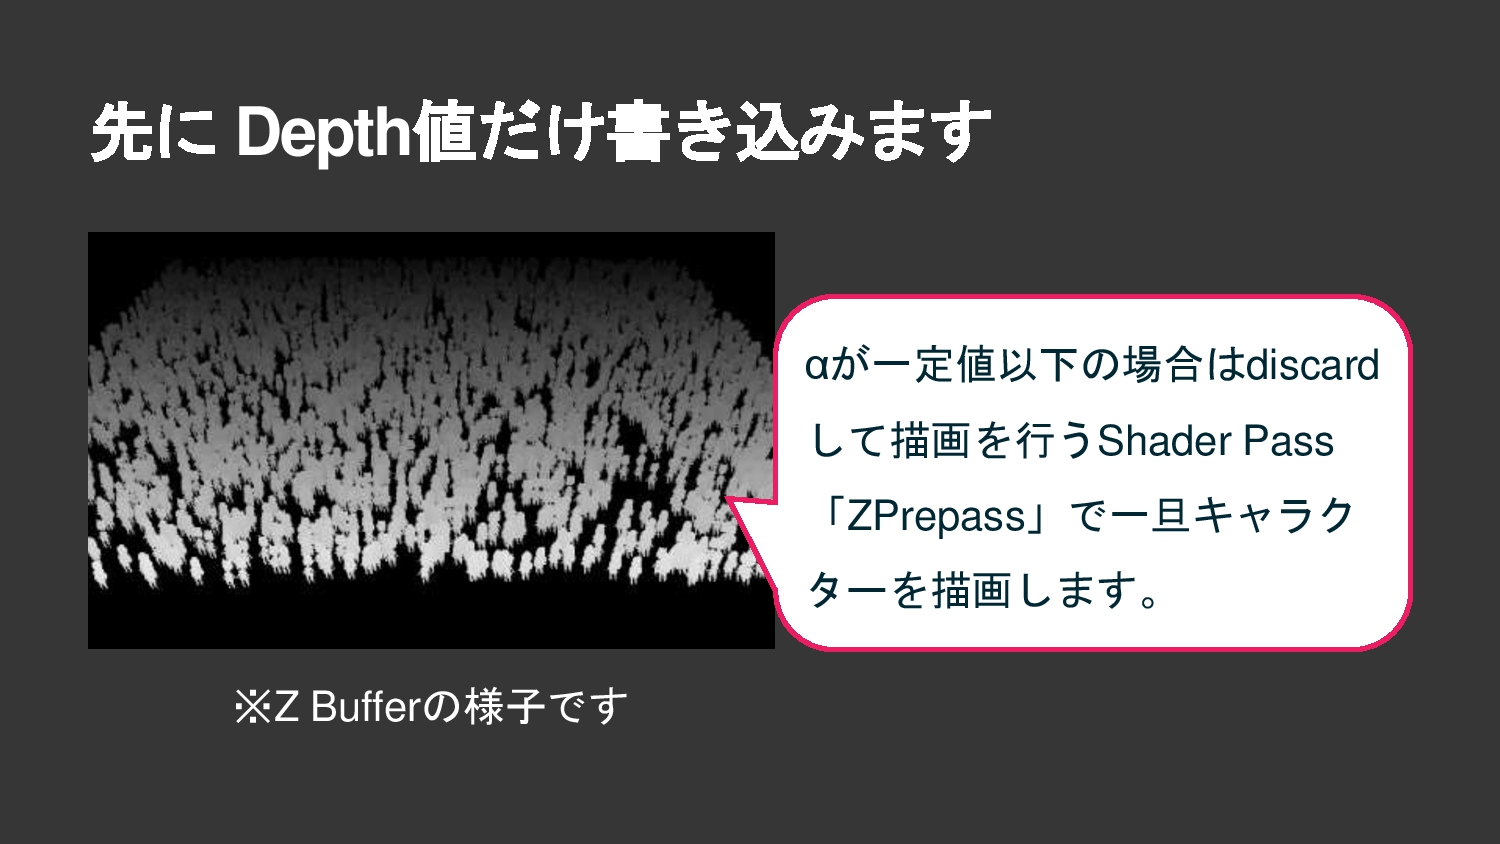 先に Depth値だけ書き込みます
αが一定値以下の場合はdiscard
して描画を行うShader Pass
「ZPrepass」で一旦キャラク
ターを描画します。
※Z Bufferの様子です